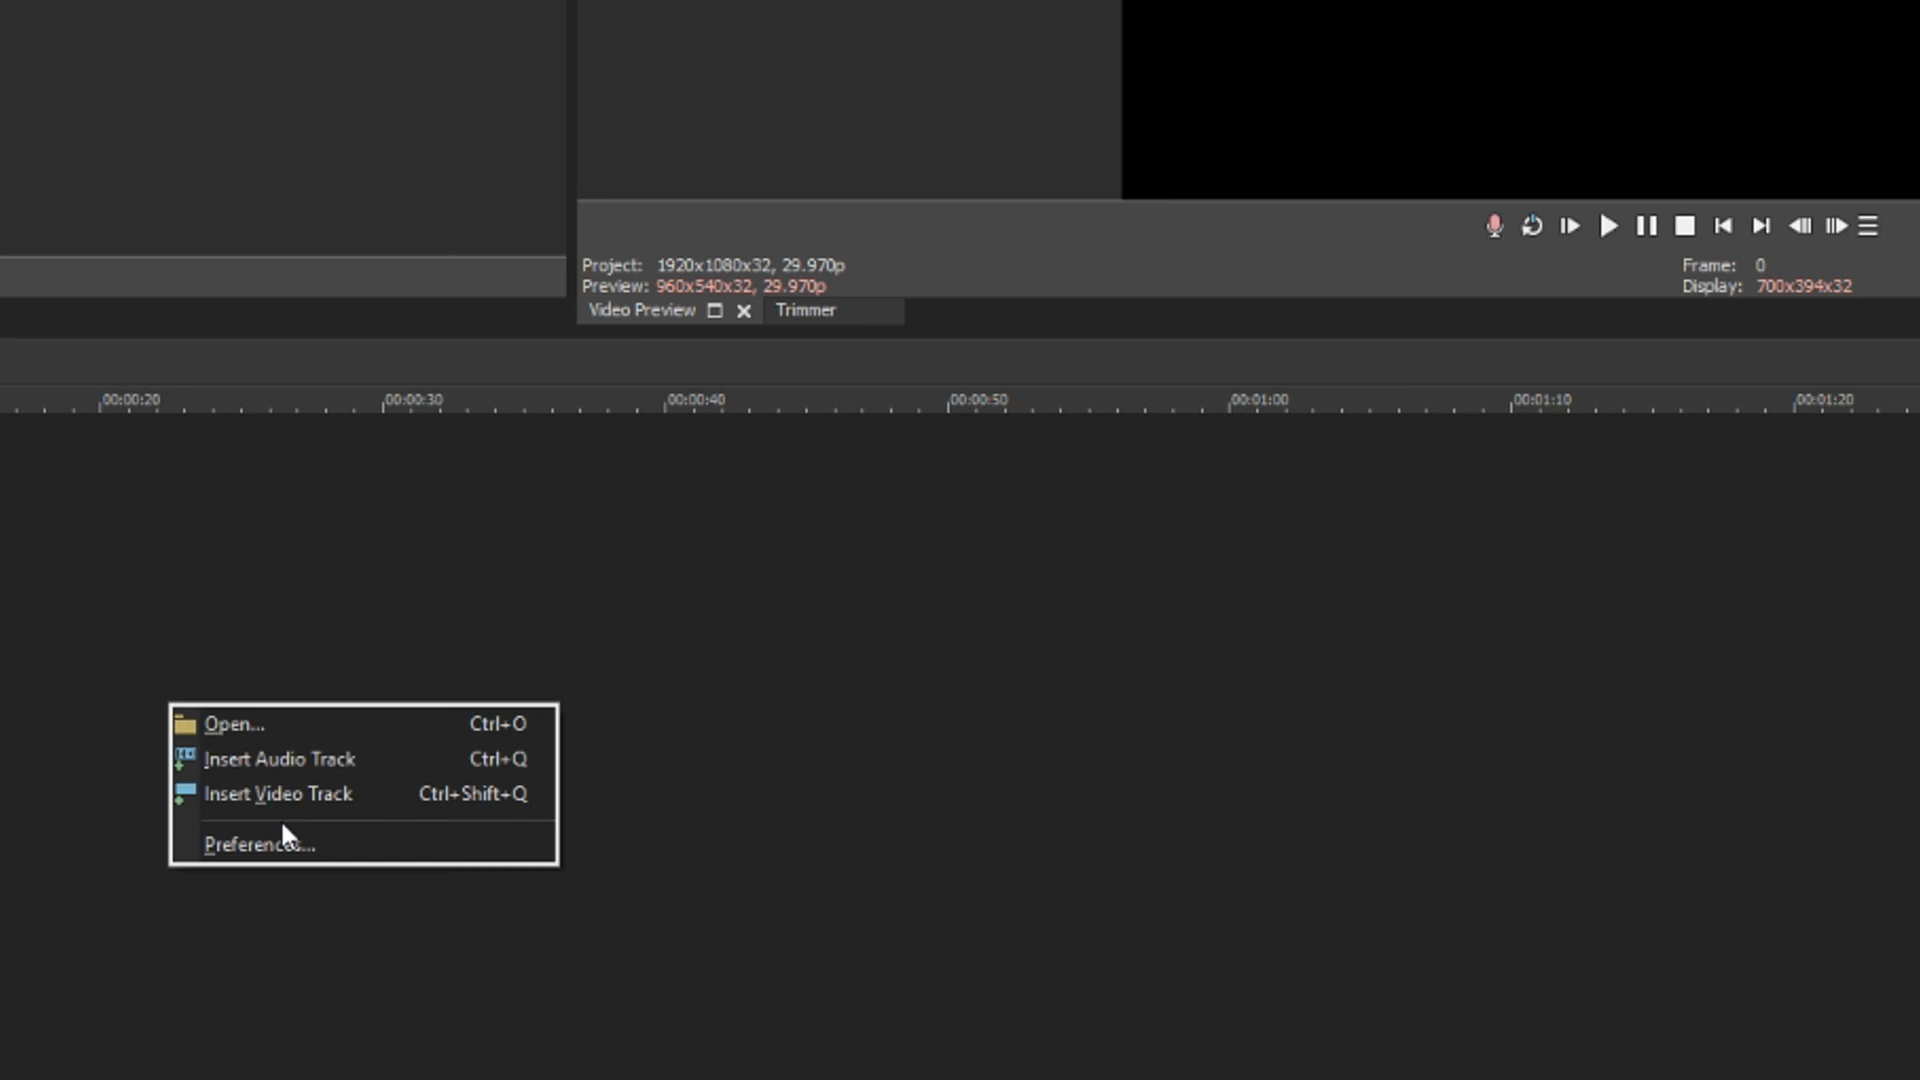 Project: 1920x1080x32, 29.970p
Frame: 0
Preview: 960x540x32, 29.970p
Display: 700x394x32
Video Preview Trimmer
00:00:20 00:00:30 00:00:40 00:00:50 00:01:00 00:01:10 00:01:20
Open... Ctrl+O
Insert Audio Track Ctrl+Q
Insert Video Track Ctrl+Shift+Q
Preferences...